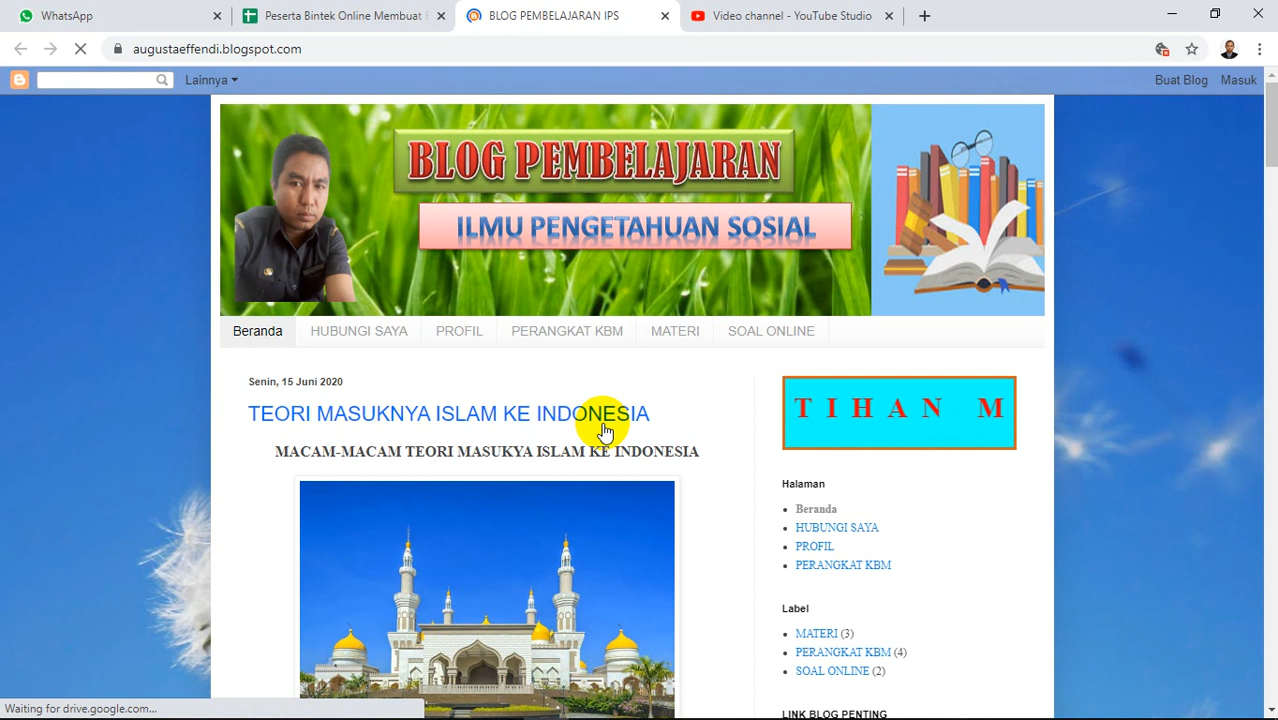 WhatsApp
Peserta Bintek Online Membuat B
BLOG PEMBELAJARAN IPS
Video channel - YouTube Studio
augustaeffendi.blogspot.com
Lainnya
Buat Blog
Masuk
BLOG PEMBELAJARAN
ILMU PENGETAHUAN SOSIAL
Beranda
HUBUNGI SAYA
PROFIL
PERANGKAT KBM
MATERI
SOAL ONLINE
Senin, 15 Juni 2020
TEORI MASUKNYA ISLAM KE INDONESIA
MACAM-MACAM TEORI MASUKYA ISLAM KE INDONESIA
T I H A N M
Halaman
Beranda
HUBUNGI SAYA
PROFIL
PERANGKAT KBM
Label
MATERI (3)
PERANGKAT KBM (4)
SOAL ONLINE (2)
LINK BLOG PENTING
Waiting for drive.google.com...